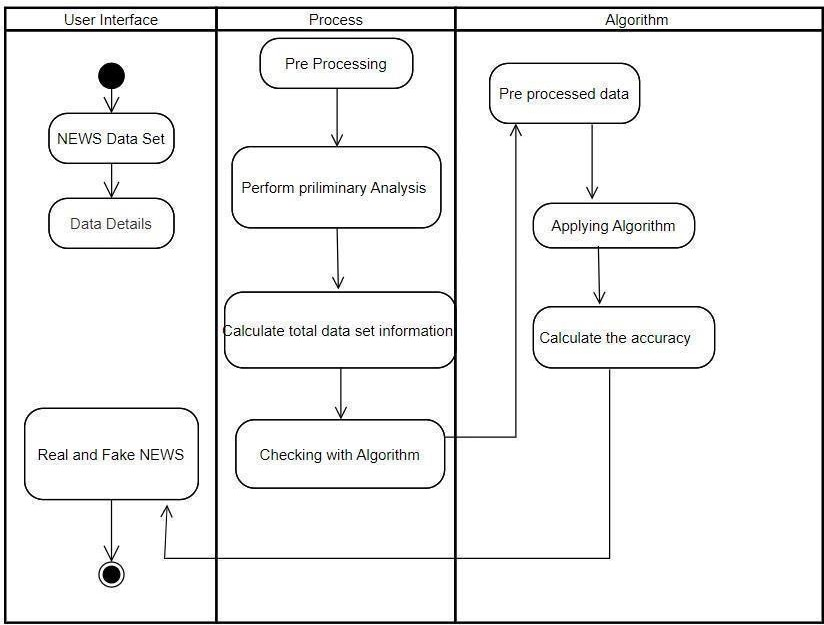 User Interface
Process
Algorithm
NEWS Data Set
Data Details
Real and Fake NEWS
Pre Processing
Perform priliminary Analysis
Calculate total data set information
Checking with Algorithm
Pre processed data
Applying Algorithm
Calculate the accuracy